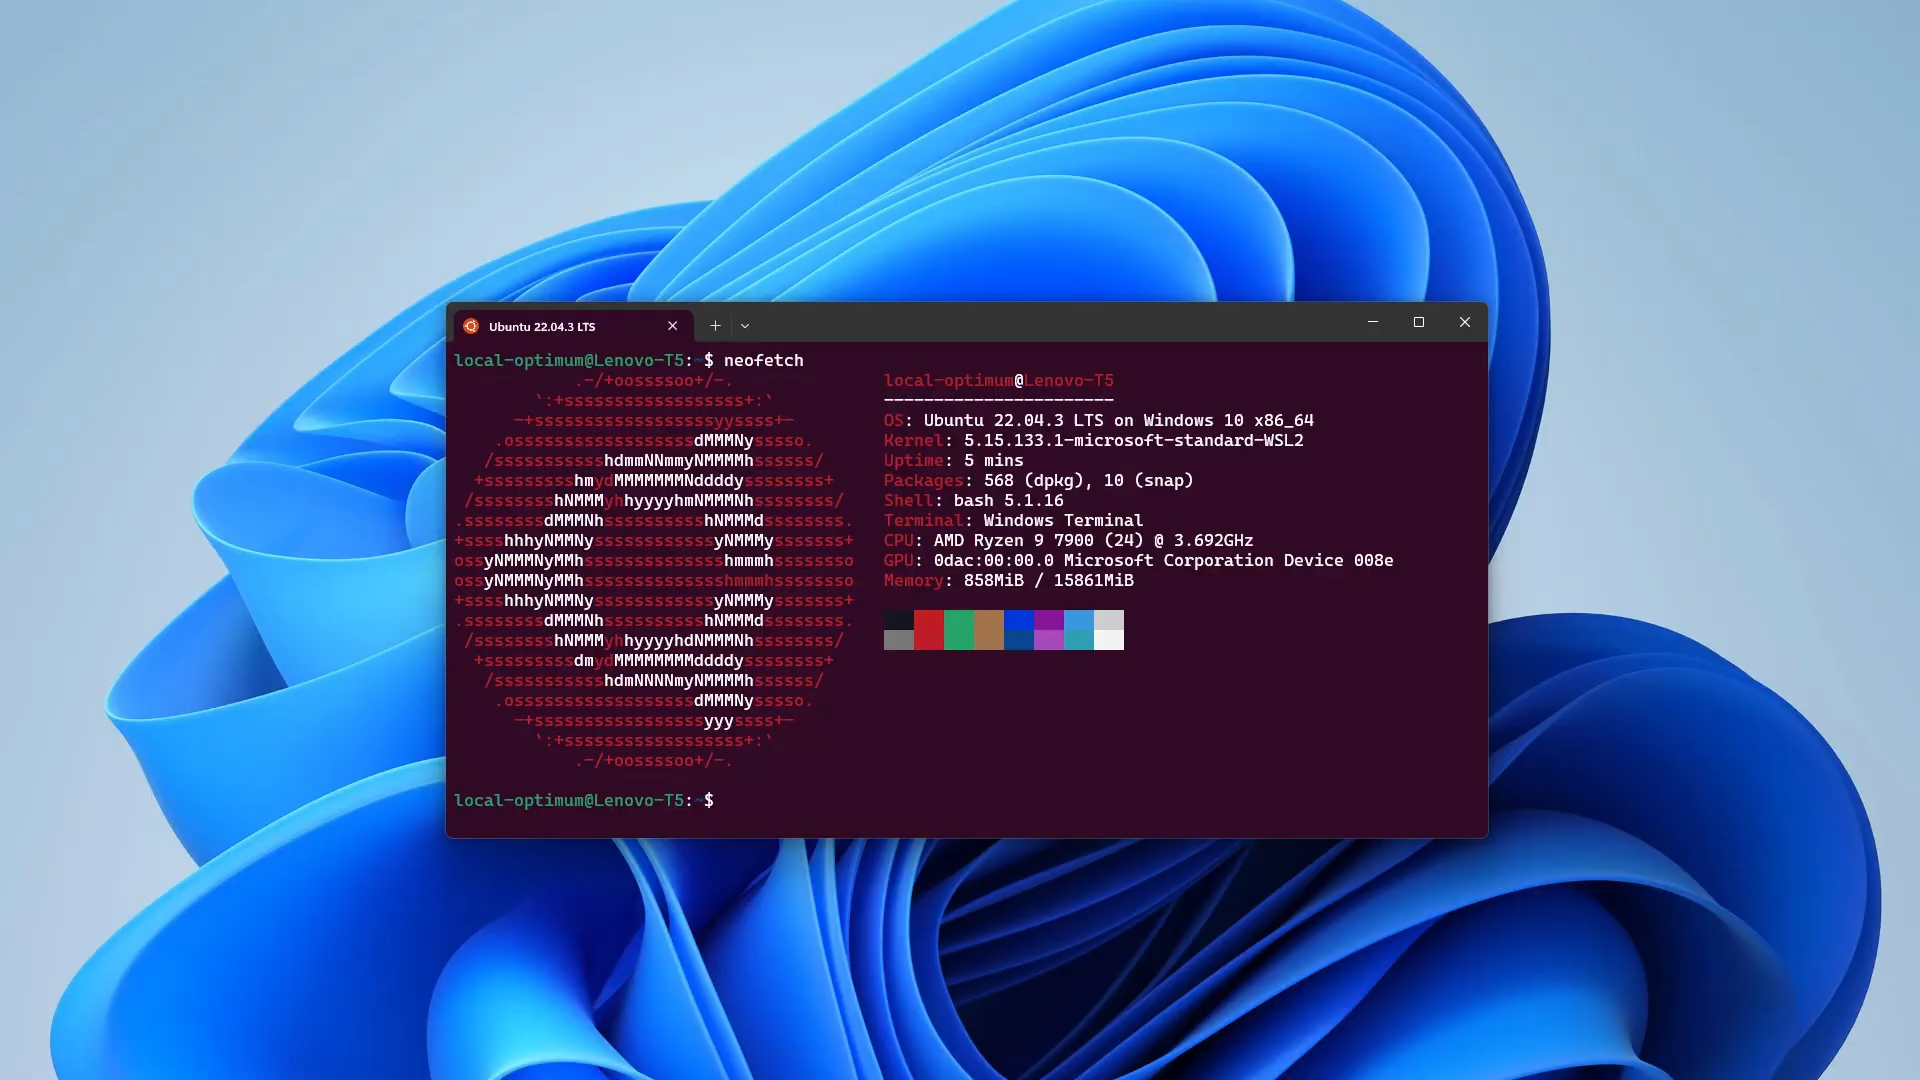 Ubuntu 22.04.3 LTS
local-optimum@Lenovo-T5:~$ neofetch
.-/+oossssoo+/-.
`:+ssssssssssssssssss+:`
-+ssssssssssssssssssyyssss+-
.ossssssssssssssssssdMMMNysssso.
/ssssssssssshdmmNNmmyNMMMMhssssss/
+ssssssssshmydMMMMMMMNddddyssssssss+
/sssssssshNMMMyhhyyyyhmNMMMNhssssssss/
.ssssssssdMMMNhsssssssssshNMMMdssssssss.
+sssshhhyNMMNyssssssssssssyNMMMysssssss+
ossyNMMMNyMMhsssssssssssssshmmmhssssssso
ossyNMMMNyMMhsssssssssssssshmmmhssssssso
+sssshhhyNMMNyssssssssssssyNMMMysssssss+
.ssssssssdMMMNhsssssssssshNMMMdssssssss.
/sssssssshNMMMyhhyyyyhdNMMMNhssssssss/
+sssssssssdmydMMMMMMMMddddyssssssss+
/ssssssssssshdmNNNNmyNMMMMhssssss/
.ossssssssssssssssssdMMMNysssso.
-+sssssssssssssssssyyyssss+-
`:+ssssssssssssssssss+:`
.-/+oossssoo+/-.
local-optimum@Lenovo-T5
-----------------------
OS: Ubuntu 22.04.3 LTS on Windows 10 x86_64
Kernel: 5.15.133.1-microsoft-standard-WSL2
Uptime: 5 mins
Packages: 568 (dpkg), 10 (snap)
Shell: bash 5.1.16
Terminal: Windows Terminal
CPU: AMD Ryzen 9 7900 (24) @ 3.692GHz
GPU: 0dac:00:00.0 Microsoft Corporation Device 008e
Memory: 858MiB / 15861MiB
local-optimum@Lenovo-T5:~$